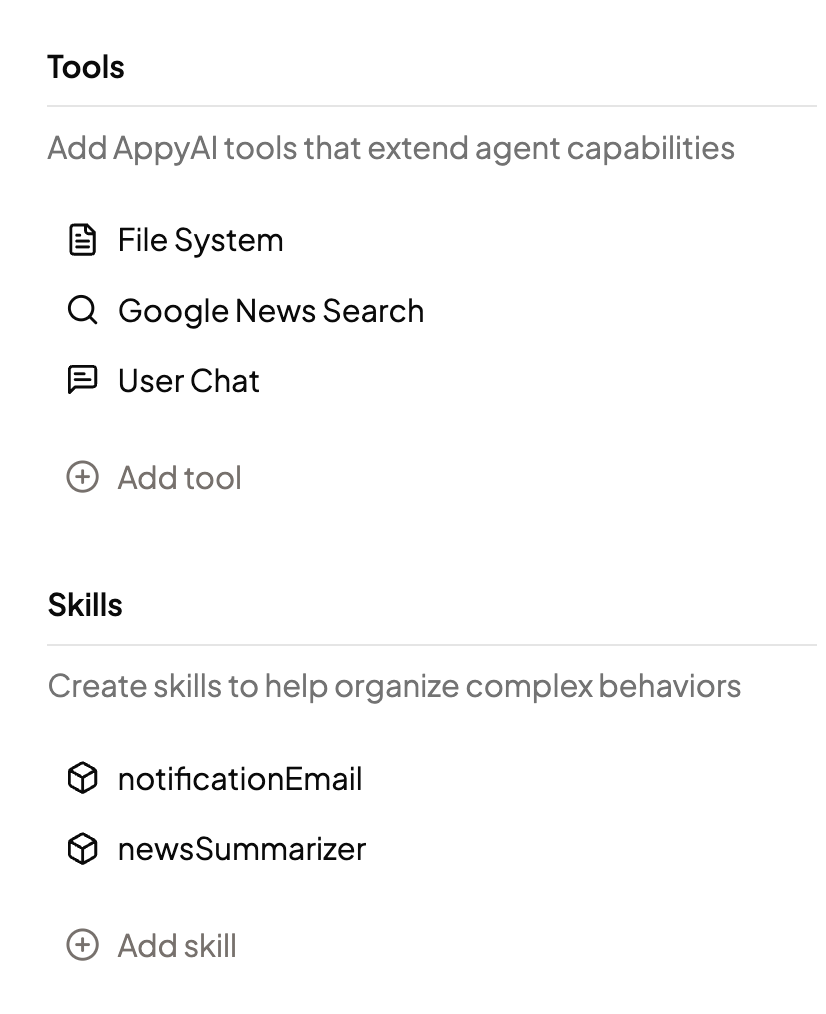 Tools
Add AppyAI tools that extend agent capabilities
File System
Google News Search
User Chat
Add tool
Skills
Create skills to help organize complex behaviors
notificationEmail
newsSummarizer
Add skill